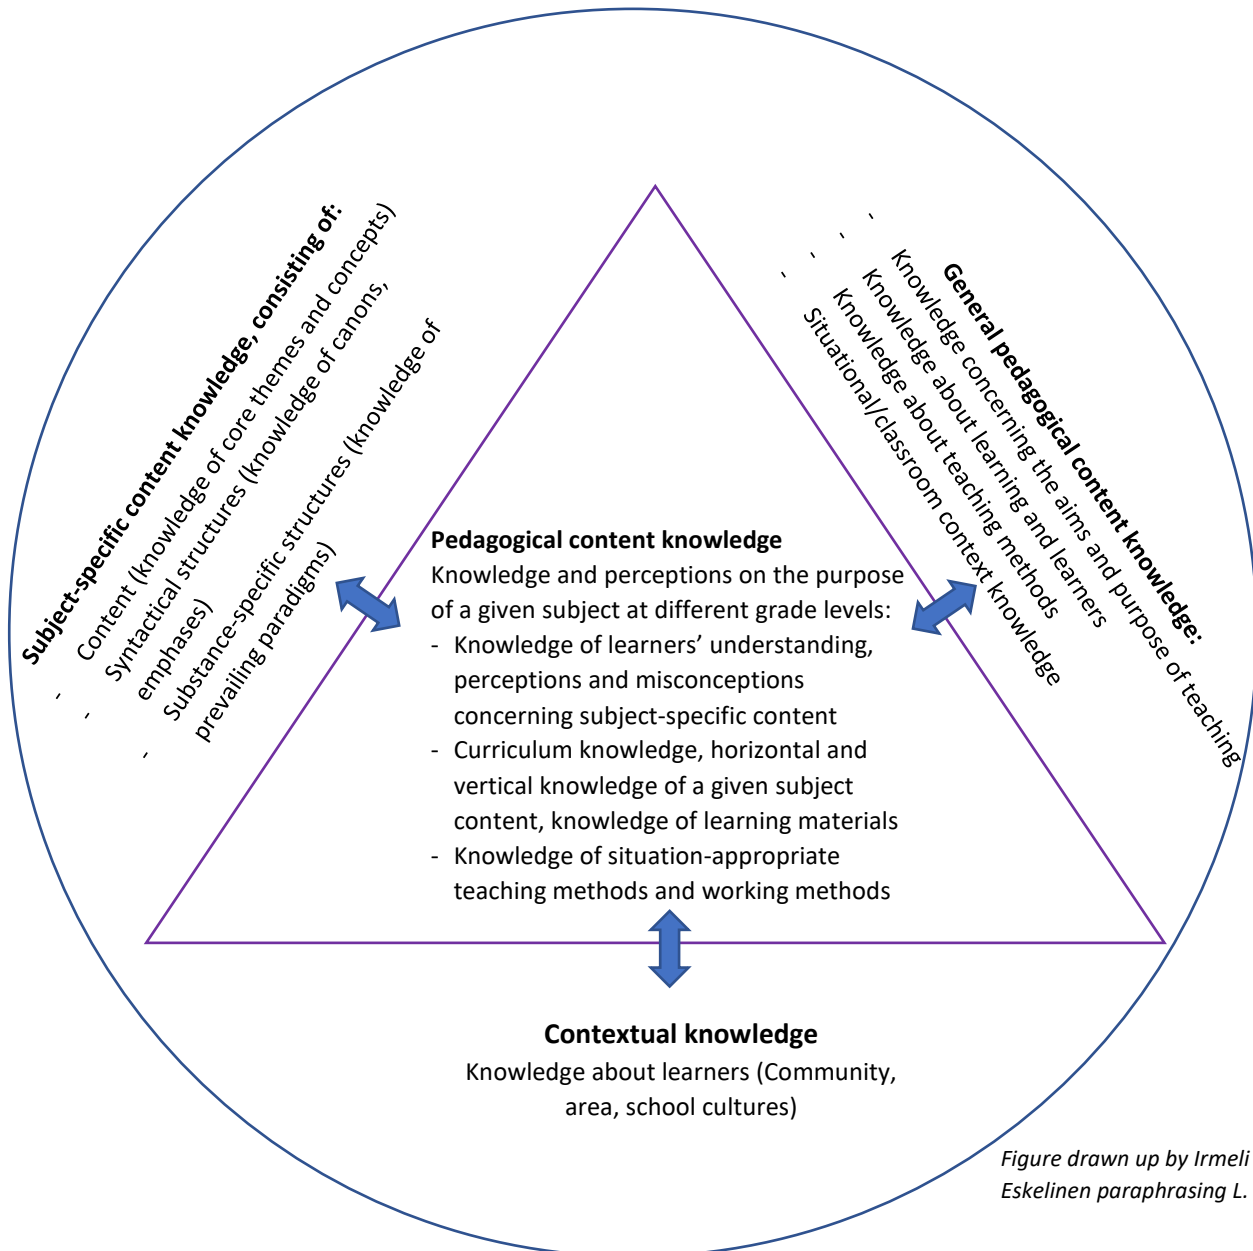 Subject-specific content knowledge, consisting of:
- Content (knowledge of core themes and concepts)
- Syntactical structures (knowledge of canons,
emphases)
- Substance-specific structures (knowledge of
prevailing paradigms)
General pedagogical content knowledge:
- Knowledge concerning the aims and purpose of teaching
- Knowledge about learning and learners
- Knowledge about teaching methods
- Situational/classroom context knowledge
Pedagogical content knowledge
Knowledge and perceptions on the purpose
of a given subject at different grade levels:
- Knowledge of learners’ understanding,
perceptions and misconceptions
concerning subject-specific content
- Curriculum knowledge, horizontal and
vertical knowledge of a given subject
content, knowledge of learning materials
- Knowledge of situation-appropriate
teaching methods and working methods
Contextual knowledge
Knowledge about learners (Community,
area, school cultures)
Figure drawn up by Irmeli
Eskelinen paraphrasing L.